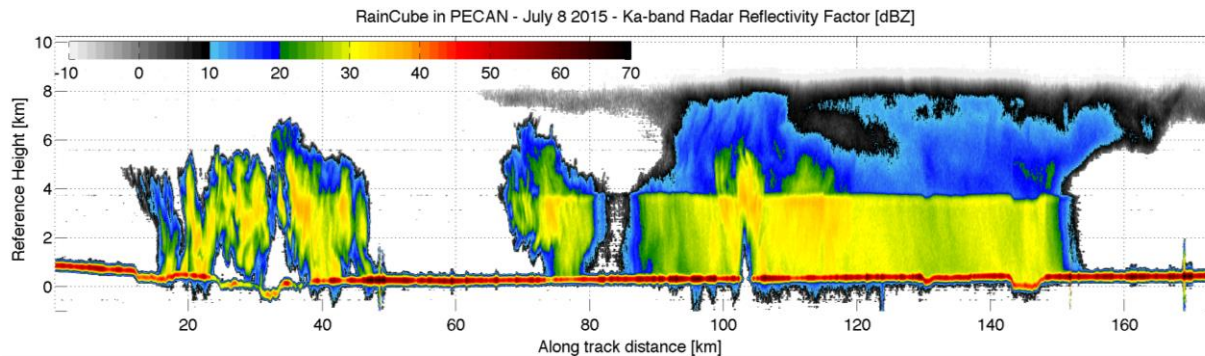 RainCube in PECAN - July 8 2015 - Ka-band Radar Reflectivity Factor [dBZ]
10
-10 0 10 20 30 40 50 60 70
8
6
4
2
0
Reference Height [km]
20 40 60 80 100 120 140 160
Along track distance [km]